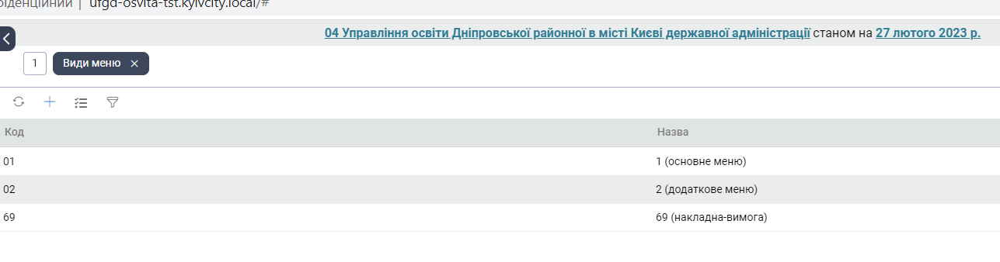 ufgd-osvita-tst.kyivcity.local/#
04 Управління освіти Дніпровської районної в місті Києві державної адміністрації станом на 27 лютого 2023 р.
1 Види меню ×
Код Назва
01 1 (основне меню)
02 2 (додаткове меню)
69 69 (накладна-вимога)